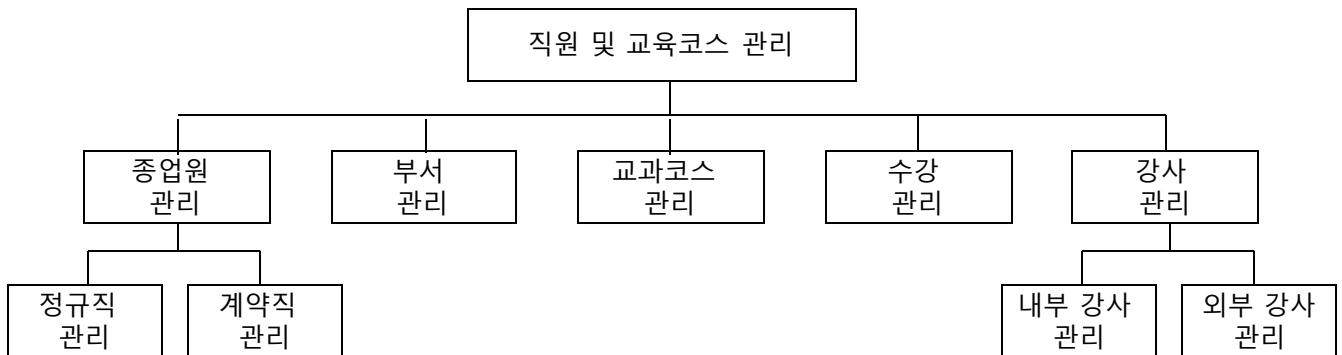 직원 및 교육코스 관리
종업원
관리
부서
관리
교과코스
관리
수강
관리
강사
관리
정규직
관리
계약직
관리
내부 강사
관리
외부 강사
관리